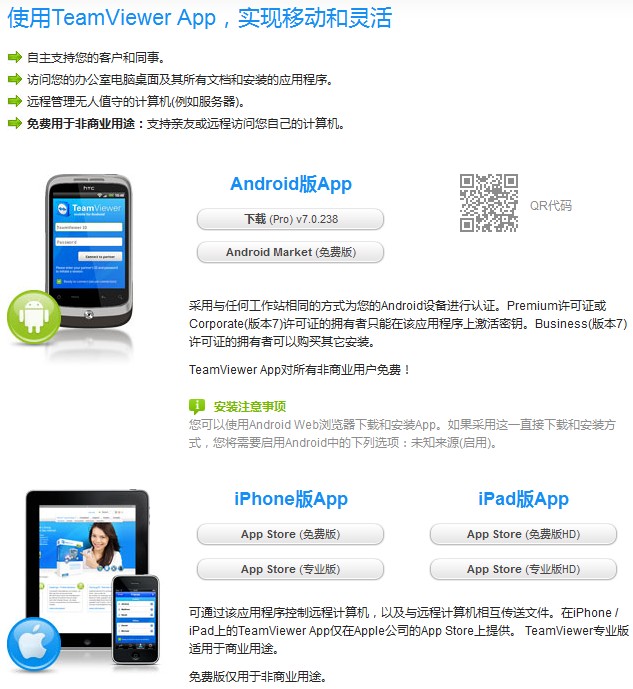 使用TeamViewer App，实现移动和灵活
自主支持您的客户和同事。
访问您的办公室电脑桌面及其所有文档和安装的应用程序。
远程管理无人值守的计算机(例如服务器)。
免费用于非商业用途：支持亲友或远程访问您自己的计算机。
Android版App
下载 (Pro) v7.0.238
Android Market (免费版)
QR代码
hTC
TeamViewer
TeamViewer ID
Password
Connect to partner
采用与任何工作站相同的方式为您的Android设备进行认证。Premium许可证或
Corporate(版本7)许可证的拥有者只能在该应用程序上激活密钥。Business(版本7)
许可证的拥有者可以购买其它安装。
TeamViewer App对所有非商业用户免费！
安装注意事项
您可以使用Android Web浏览器下载和安装App。如果采用这一直接下载和安装方
式，您将需要启用Android中的下列选项：未知来源(启用)。
iPhone版App
App Store (免费版)
App Store (专业版)
iPad版App
App Store (免费版HD)
App Store (专业版HD)
可通过该应用程序控制远程计算机，以及与远程计算机相互传送文件。在iPhone /
iPad上的TeamViewer App仅在Apple公司的App Store上提供。 TeamViewer专业版
适用于商业用途。
免费版仅用于非商业用途。